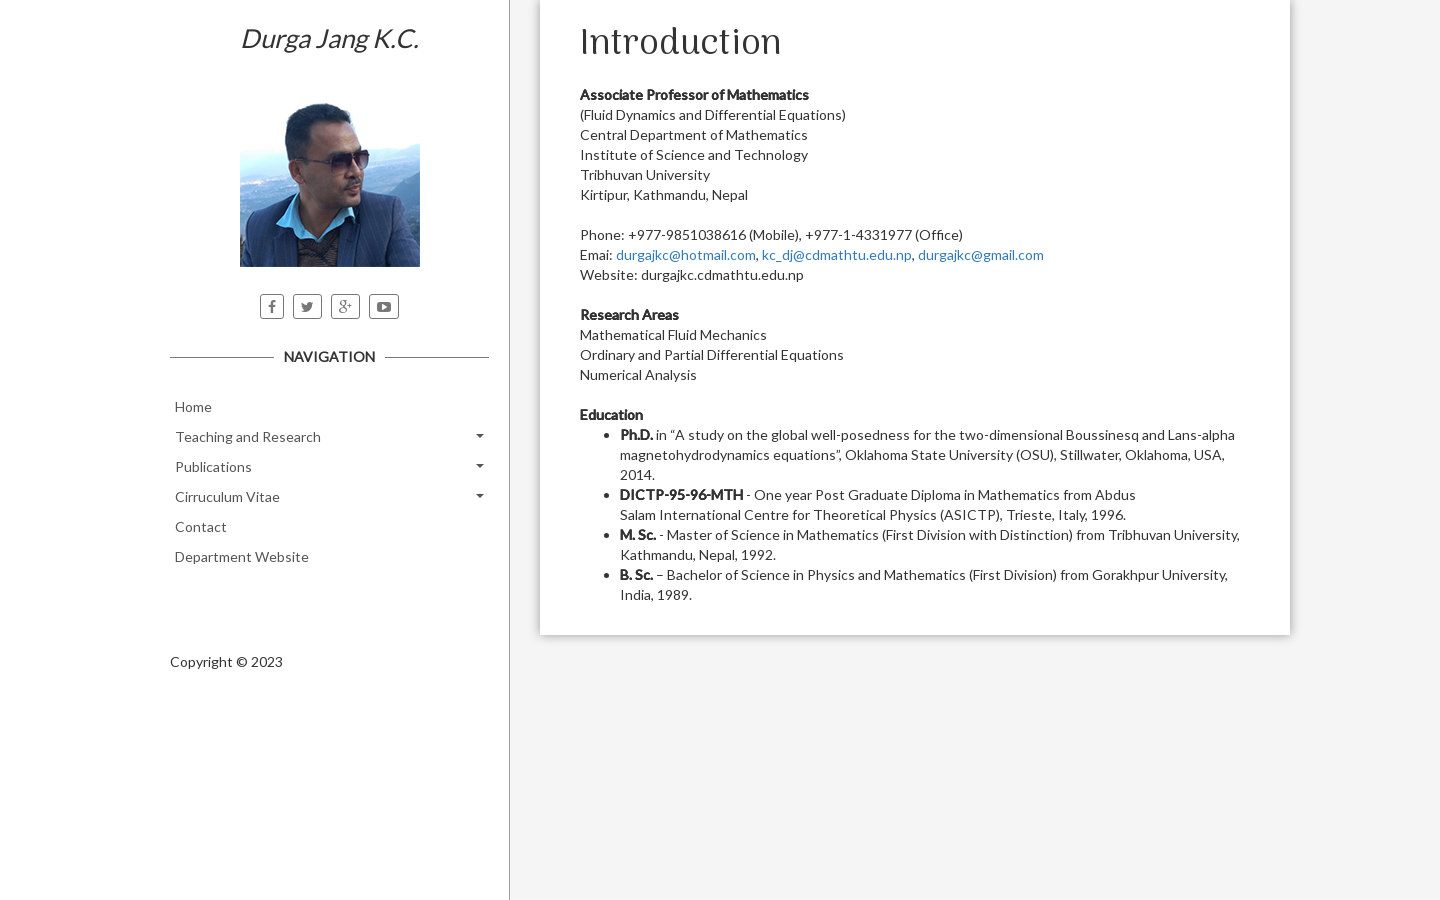 Durga Jang K.C.
NAVIGATION
Home
Teaching and Research
Publications
Cirruculum Vitae
Contact
Department Website
Copyright © 2023
Introduction
Associate Professor of Mathematics
(Fluid Dynamics and Differential Equations)
Central Department of Mathematics
Institute of Science and Technology
Tribhuvan University
Kirtipur, Kathmandu, Nepal
Phone: +977-9851038616 (Mobile), +977-1-4331977 (Office)
Emai: durgajkc@hotmail.com, kc_dj@cdmathtu.edu.np, durgajkc@gmail.com
Website: durgajkc.cdmathtu.edu.np
Research Areas
Mathematical Fluid Mechanics
Ordinary and Partial Differential Equations
Numerical Analysis
Education
Ph.D. in “A study on the global well-posedness for the two-dimensional Boussinesq and Lans-alpha
magnetohydrodynamics equations”, Oklahoma State University (OSU), Stillwater, Oklahoma, USA,
2014.
DICTP-95-96-MTH - One year Post Graduate Diploma in Mathematics from Abdus
Salam International Centre for Theoretical Physics (ASICTP), Trieste, Italy, 1996.
M. Sc. - Master of Science in Mathematics (First Division with Distinction) from Tribhuvan University,
Kathmandu, Nepal, 1992.
B. Sc. – Bachelor of Science in Physics and Mathematics (First Division) from Gorakhpur University,
India, 1989.